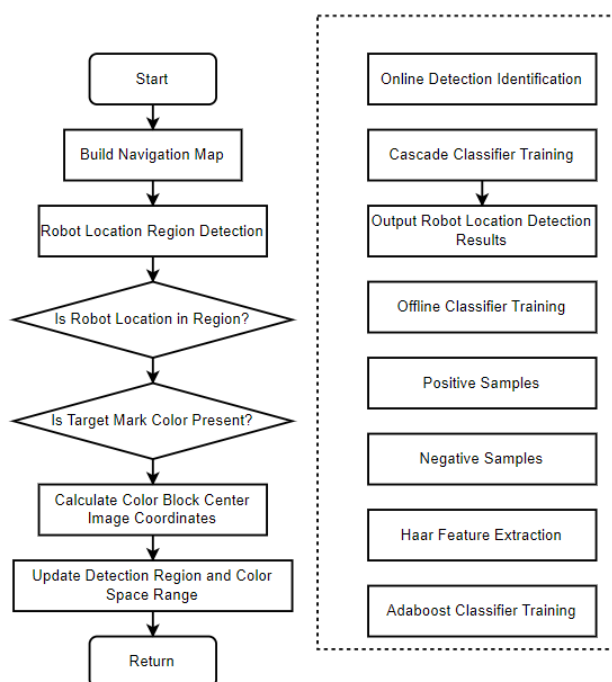 Start
Build Navigation Map
Robot Location Region Detection
Is Robot Location in Region?
Is Target Mark Color Present?
Calculate Color Block Center
Image Coordinates
Update Detection Region and Color
Space Range
Return
Online Detection Identification
Cascade Classifier Training
Output Robot Location Detection
Results
Offline Classifier Training
Positive Samples
Negative Samples
Haar Feature Extraction
Adaboost Classifier Training